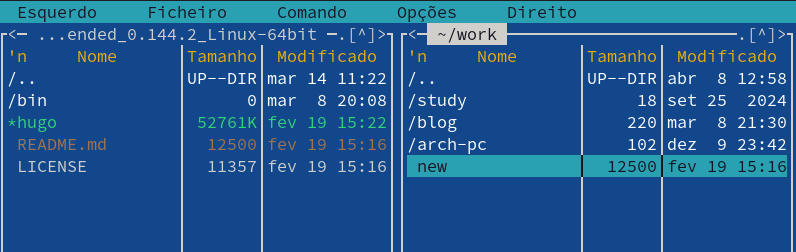 Esquerdo Ficheiro Comando Opções Direito
<─ ...ended_0.144.2_Linux-64bit ─.[^]> <─ ~/work ─.[^]>
'n Nome Tamanho Modificado 'n Nome Tamanho Modificado
/.. UP--DIR mar 14 11:22 /.. UP--DIR abr 8 12:58
/bin 0 mar 8 20:08 /study 18 set 25 2024
*hugo 52761K fev 19 15:22 /blog 220 mar 8 21:30
README.md 12500 fev 19 15:16 /arch-pc 102 dez 9 23:42
LICENSE 11357 fev 19 15:16 new 12500 fev 19 15:16